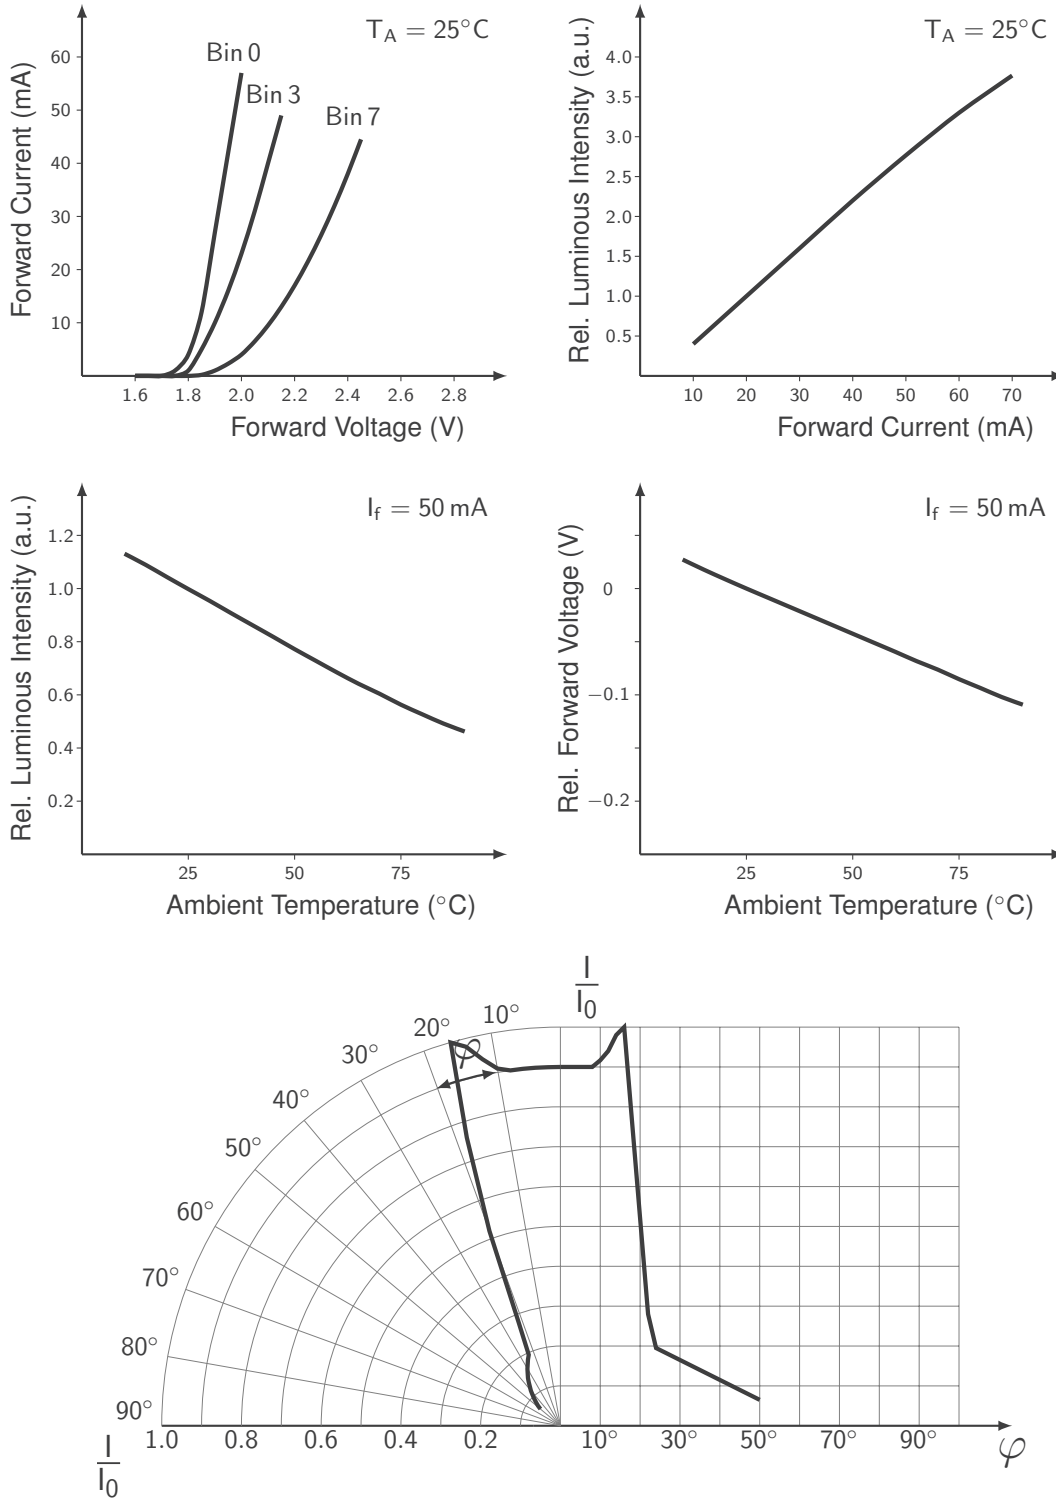 T_A = 25°C
Forward Current (mA)
60
50
40
30
20
10
Bin 0
Bin 3
Bin 7
1.6 1.8 2.0 2.2 2.4 2.6 2.8
Forward Voltage (V)
T_A = 25°C
Rel. Luminous Intensity (a.u.)
4.0
3.5
3.0
2.5
2.0
1.5
1.0
0.5
10 20 30 40 50 60 70
Forward Current (mA)
I_f = 50 mA
Rel. Luminous Intensity (a.u.)
1.2
1.0
0.8
0.6
0.4
0.2
25 50 75
Ambient Temperature (°C)
I_f = 50 mA
Rel. Forward Voltage (V)
0
−0.1
−0.2
25 50 75
Ambient Temperature (°C)
I
I_0
10°
20°
30°
40°
50°
60°
70°
80°
90°
φ
1.0 0.8 0.6 0.4 0.2 10° 30° 50° 70° 90° φ
I
I_0